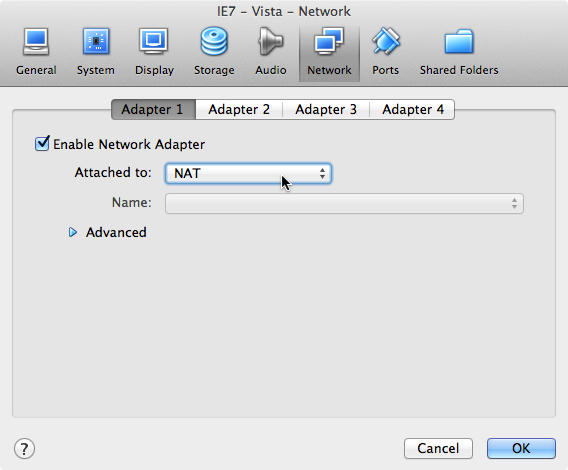 IE7 – Vista – Network
General System Display Storage Audio Network Ports Shared Folders
Adapter 1 Adapter 2 Adapter 3 Adapter 4
Enable Network Adapter
Attached to: NAT
Name:
Advanced
? Cancel OK